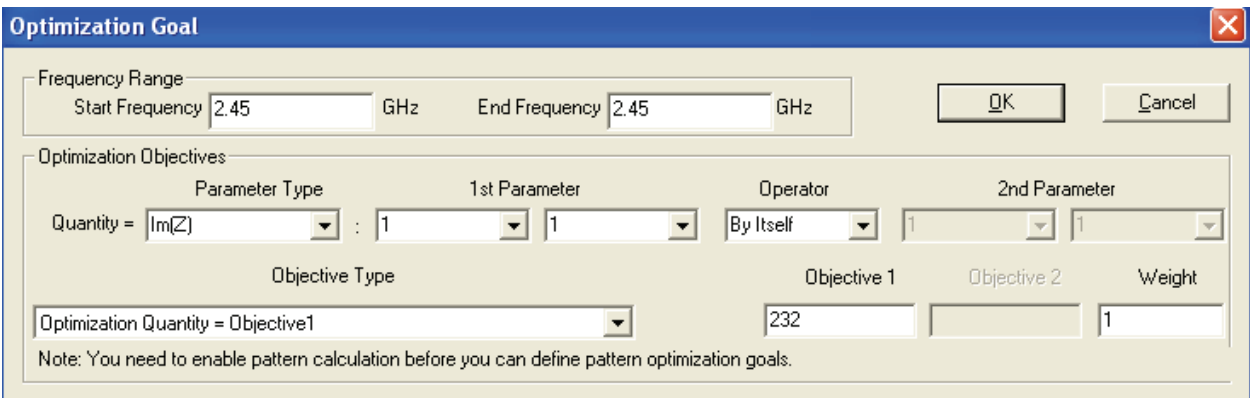 Optimization Goal
Frequency Range
Start Frequency 2.45 GHz End Frequency 2.45 GHz OK Cancel
Optimization Objectives
Parameter Type 1st Parameter Operator 2nd Parameter
Quantity = Im(Z) : 1 1 By Itself 1 1
Objective Type Objective 1 Objective 2 Weight
Optimization Quantity = Objective1 232 1
Note: You need to enable pattern calculation before you can define pattern optimization goals.